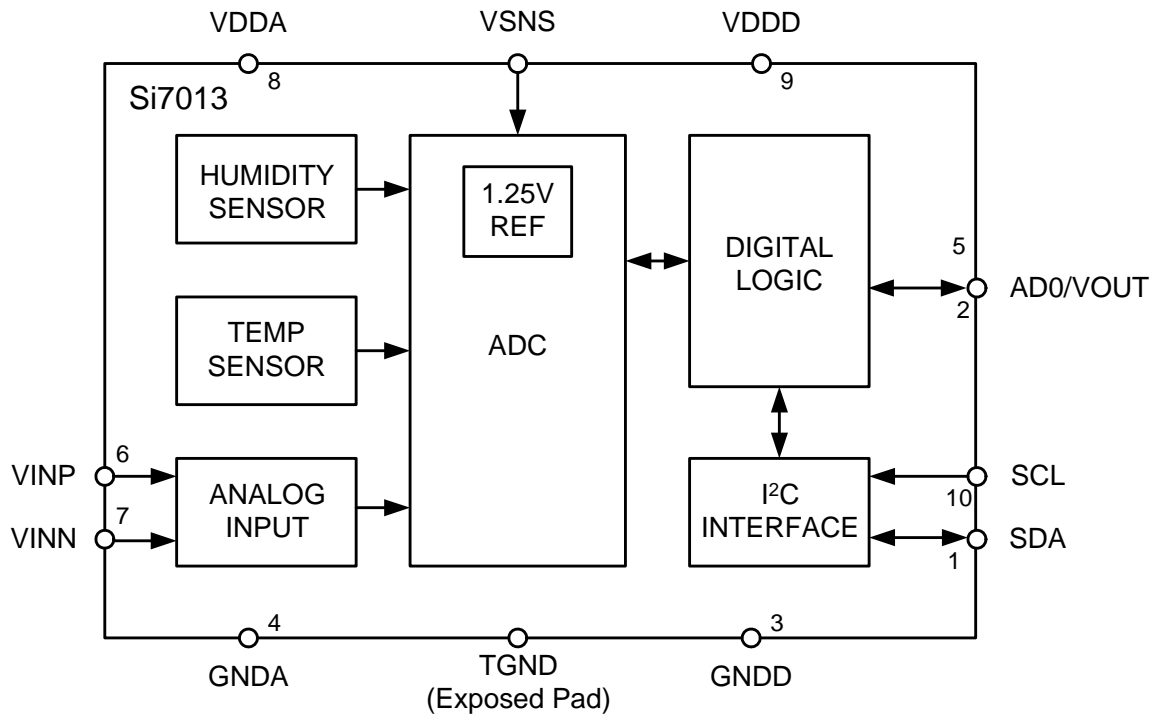 VDDA
VSNS
VDDD
8
9
Si7013
HUMIDITY
SENSOR
1.25V
REF
DIGITAL
LOGIC
5
AD0/VOUT
2
TEMP
SENSOR
ADC
VINP
6
VINN
7
ANALOG
INPUT
I²C
INTERFACE
SCL
10
SDA
1
4
3
GNDA
TGND
(Exposed Pad)
GNDD